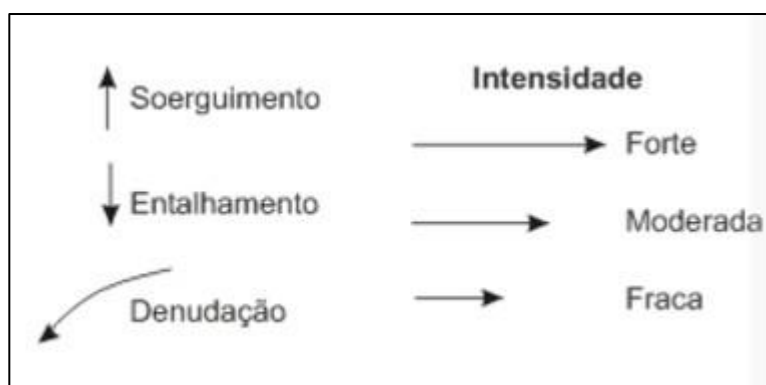 Soerguimento
Entalhamento
Denudação
Intensidade
Forte
Moderada
Fraca